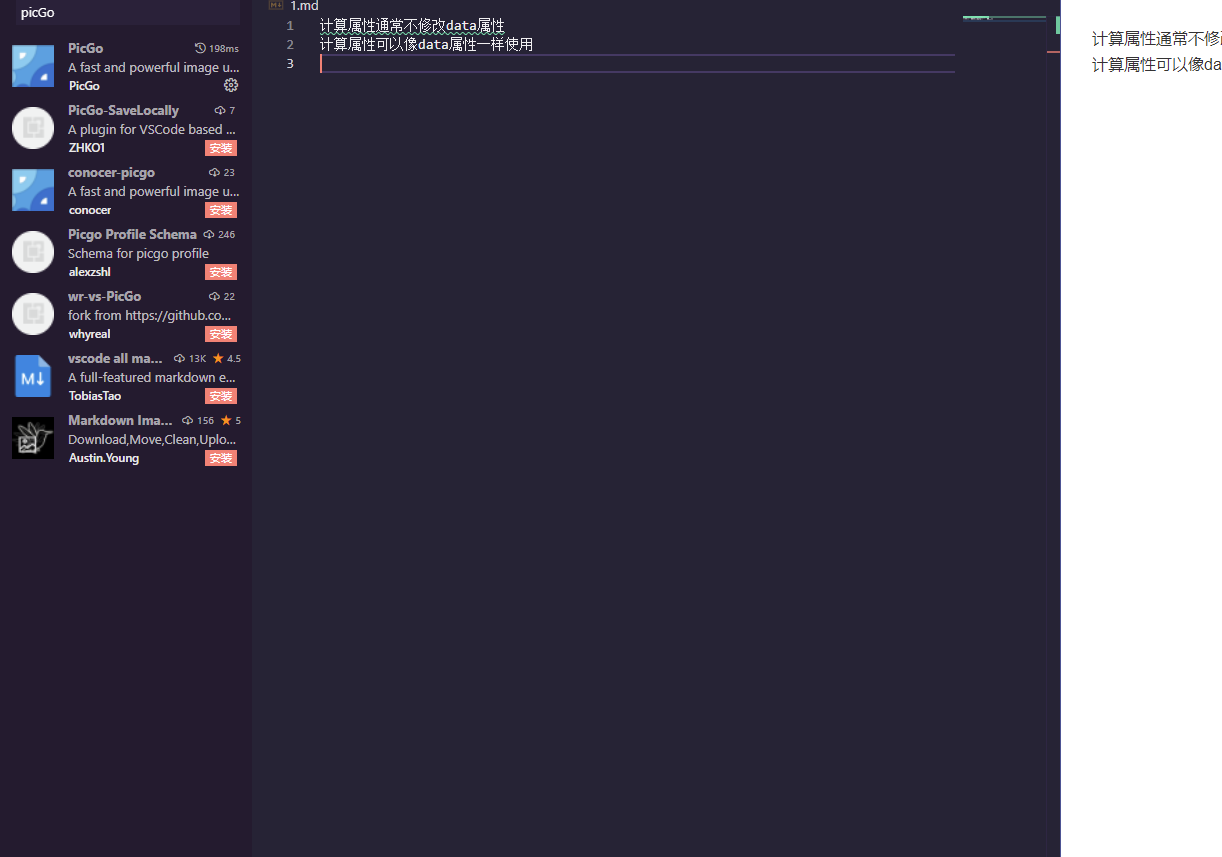 picGo
PicGo 198ms
A fast and powerful image u...
PicGo
PicGo-SaveLocally 7
A plugin for VSCode based ...
ZHKO1 安装
conocer-picgo 23
A fast and powerful image u...
conocer 安装
Picgo Profile Schema 246
Schema for picgo profile
alexzshl 安装
wr-vs-PicGo 22
fork from https://github.co...
whyreal 安装
vscode all ma... 13K 4.5
A full-featured markdown e...
TobiasTao 安装
Markdown Ima... 156 5
Download,Move,Clean,Uplo...
Austin.Young 安装
M↓
M↓ 1.md
1 计算属性通常不修改data属性
2 计算属性可以像data属性一样使用
3
计算属性通常不修
计算属性可以像da